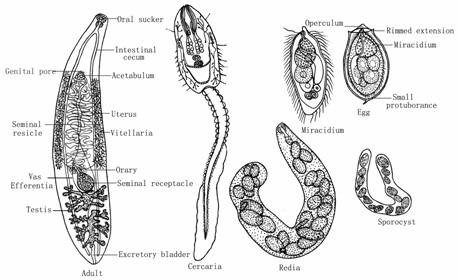 Oral sucker
Intestinal
cecum
Genital pore
Acetabulum
Uterus
Seminal
resicle
Vitellaria
Orary
Vas
Efferentia
Seminal receptacle
Testis
Excretory bladder
Adult
Cercaria
Operculum
Rimmed extension
Miracidium
Small
protuborance
Egg
Miracidium
Redia
Sporocyst